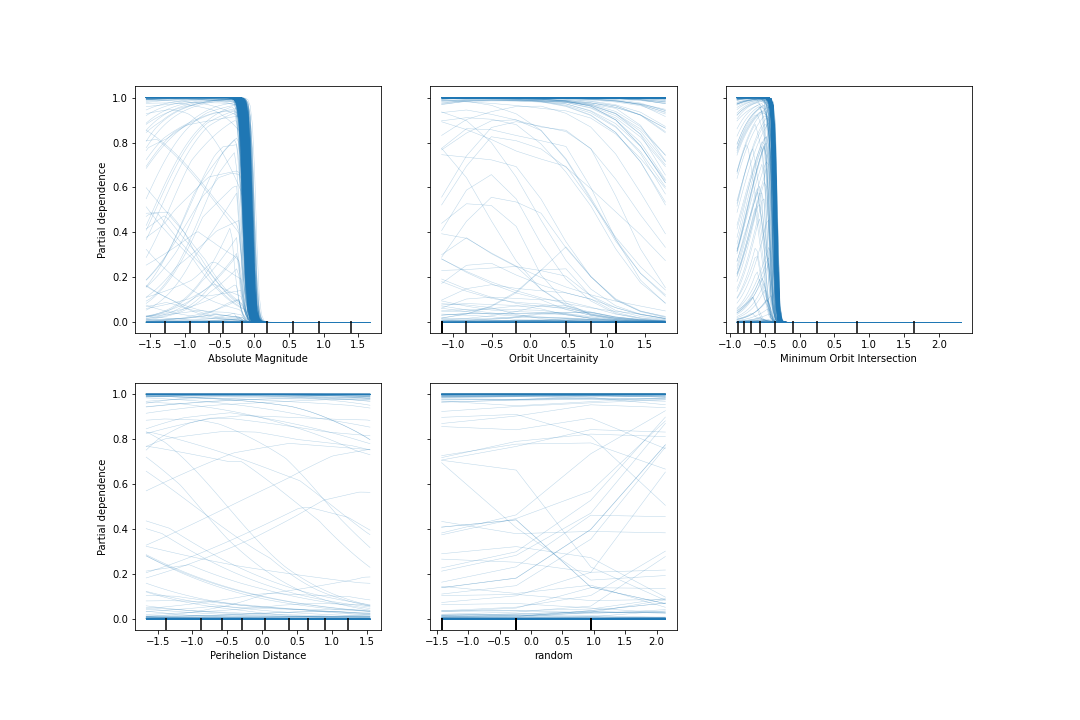 1.0
0.8
0.6
0.4
0.2
0.0
Partial dependence
−1.5 −1.0 −0.5 0.0 0.5 1.0 1.5
Absolute Magnitude
−1.0 −0.5 0.0 0.5 1.0 1.5
Orbit Uncertainity
−1.0 −0.5 0.0 0.5 1.0 1.5 2.0
Minimum Orbit Intersection
1.0
0.8
0.6
0.4
0.2
0.0
Partial dependence
−1.5 −1.0 −0.5 0.0 0.5 1.0 1.5
Perihelion Distance
−1.5 −1.0 −0.5 0.0 0.5 1.0 1.5 2.0
random